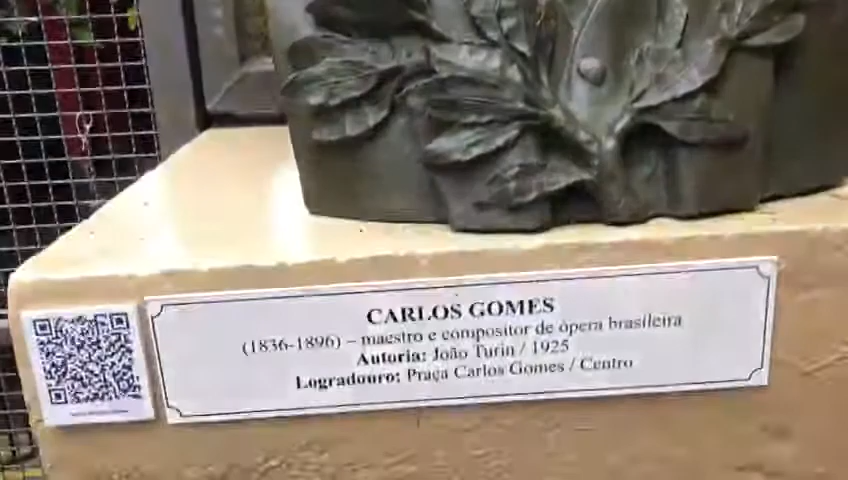 CARLOS GOMES
(1836-1896) – maestro e compositor de ópera brasileira
Autoria: João Turin / 1925
Logradouro: Praça Carlos Gomes / Centro